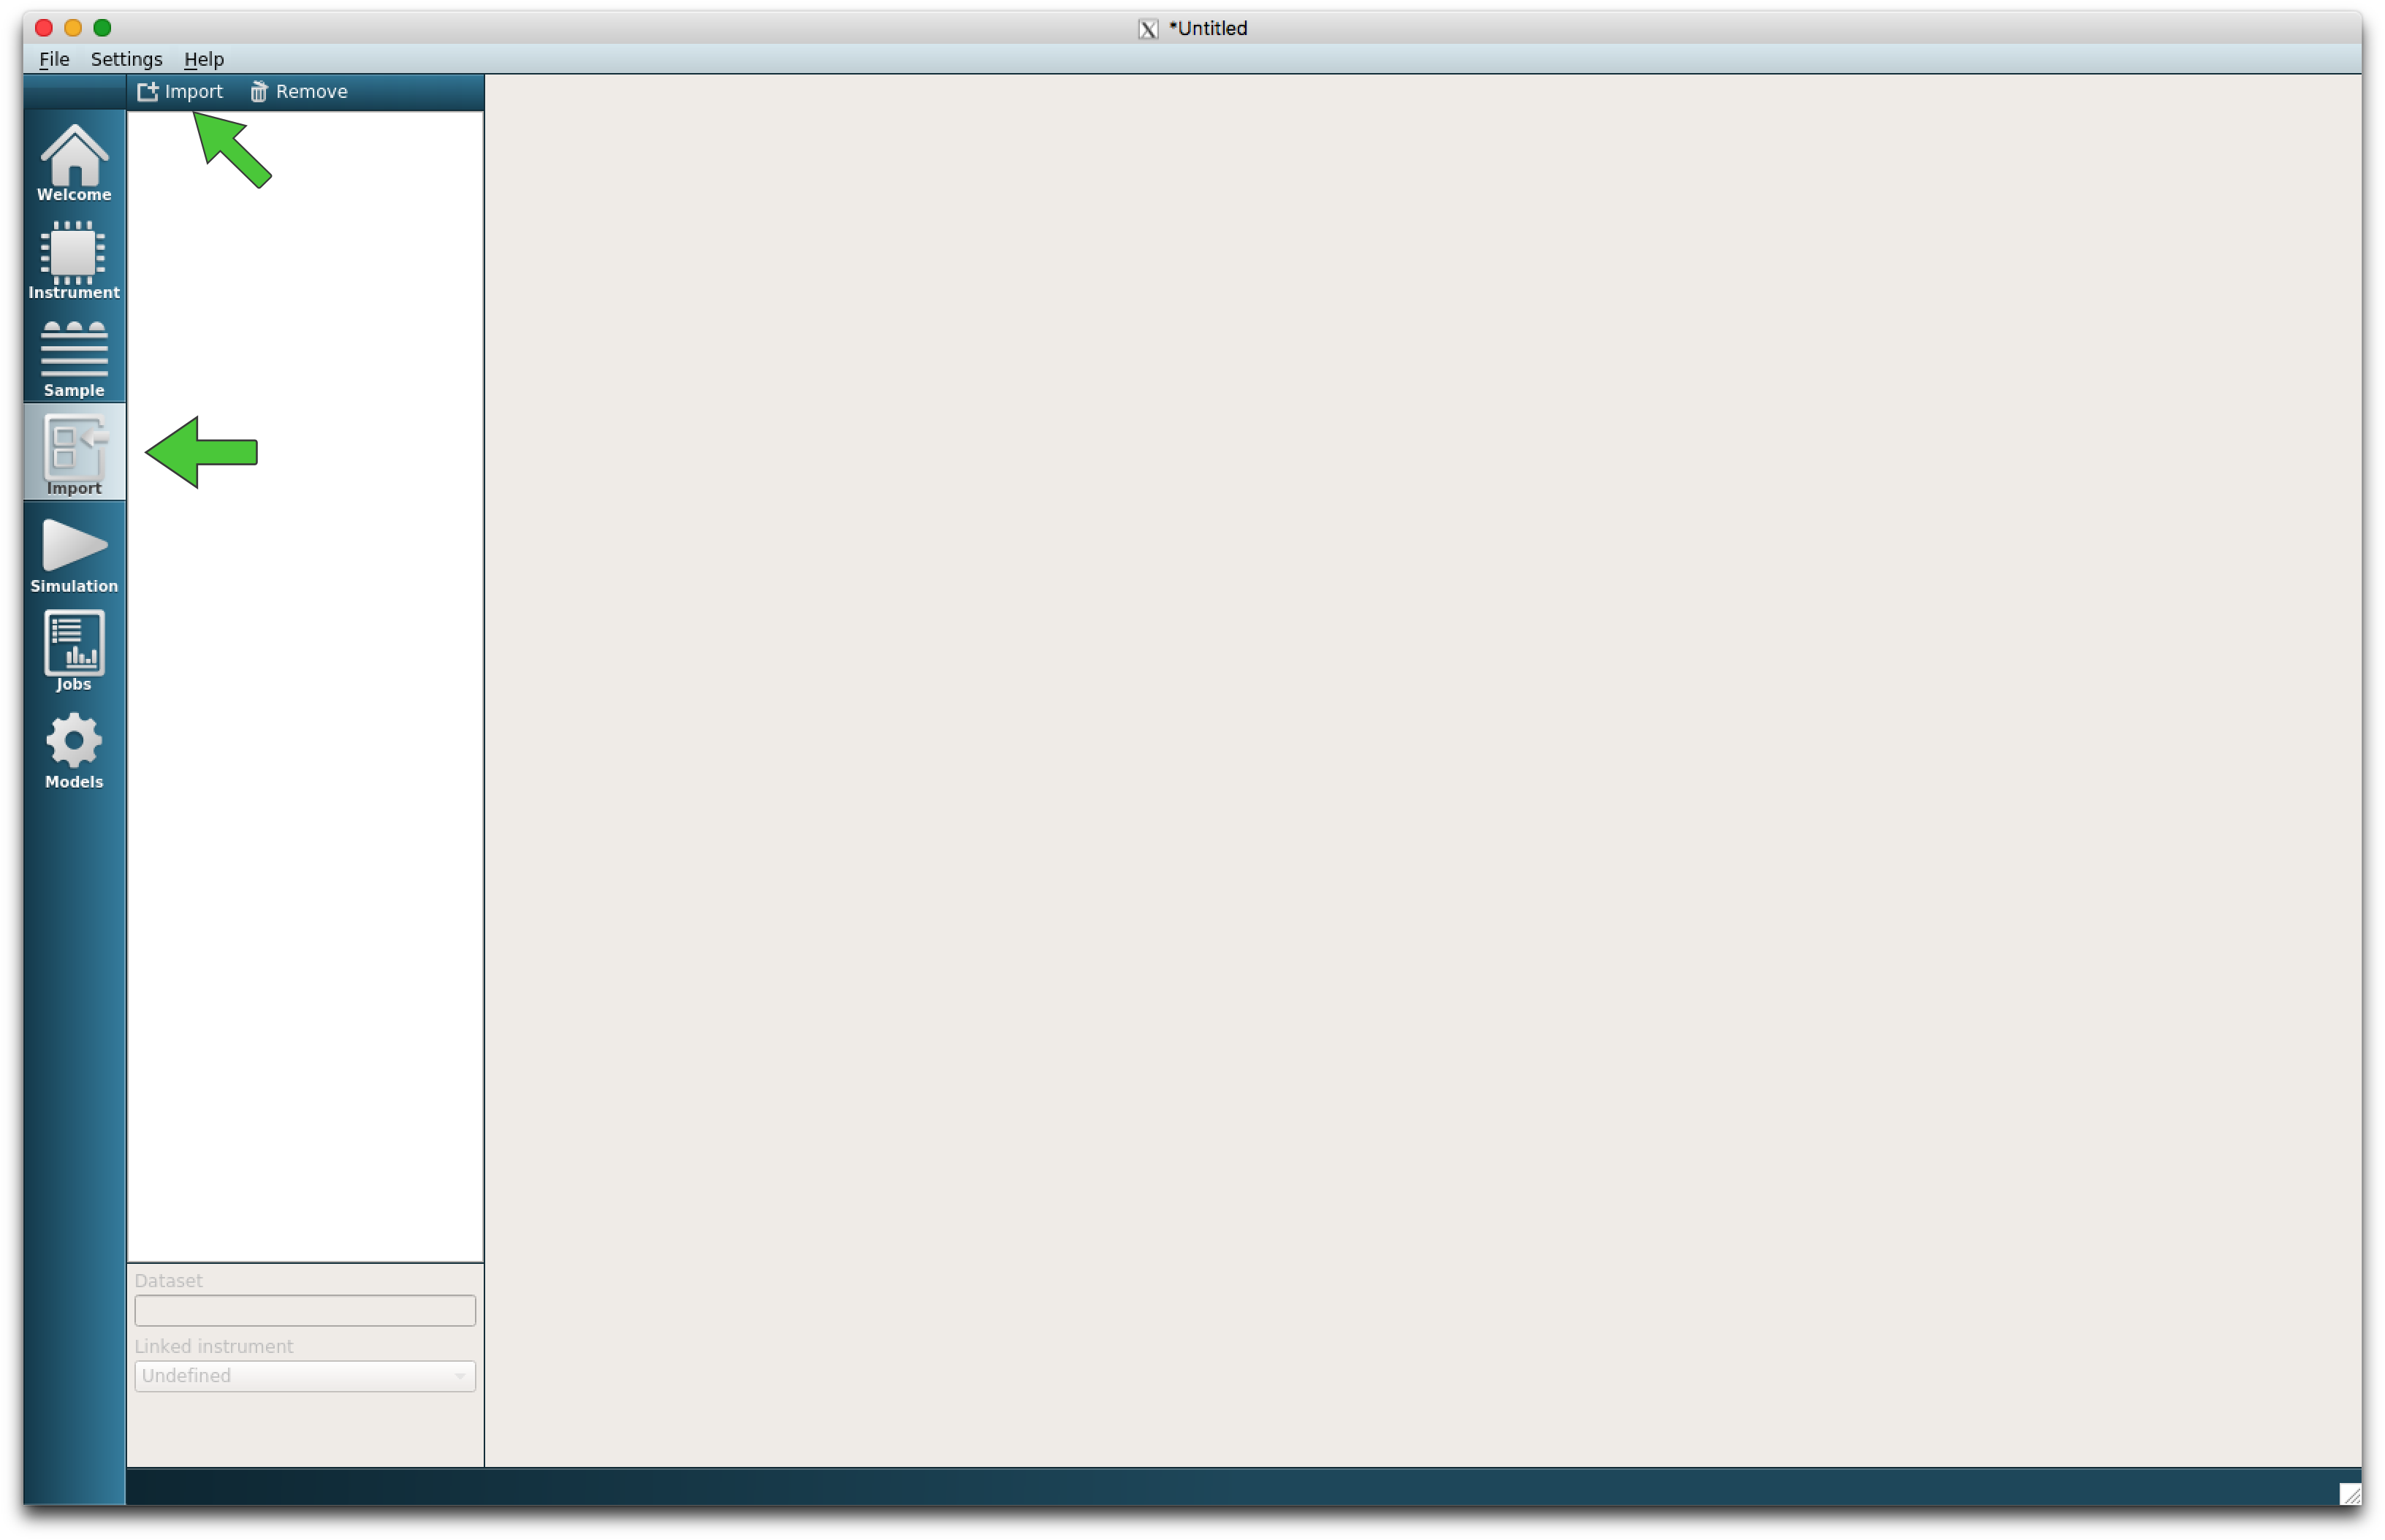 *Untitled
File Settings Help
Import Remove
Welcome
Instrument
Sample
Import
Simulation
Jobs
Models
Dataset
Linked instrument
Undefined